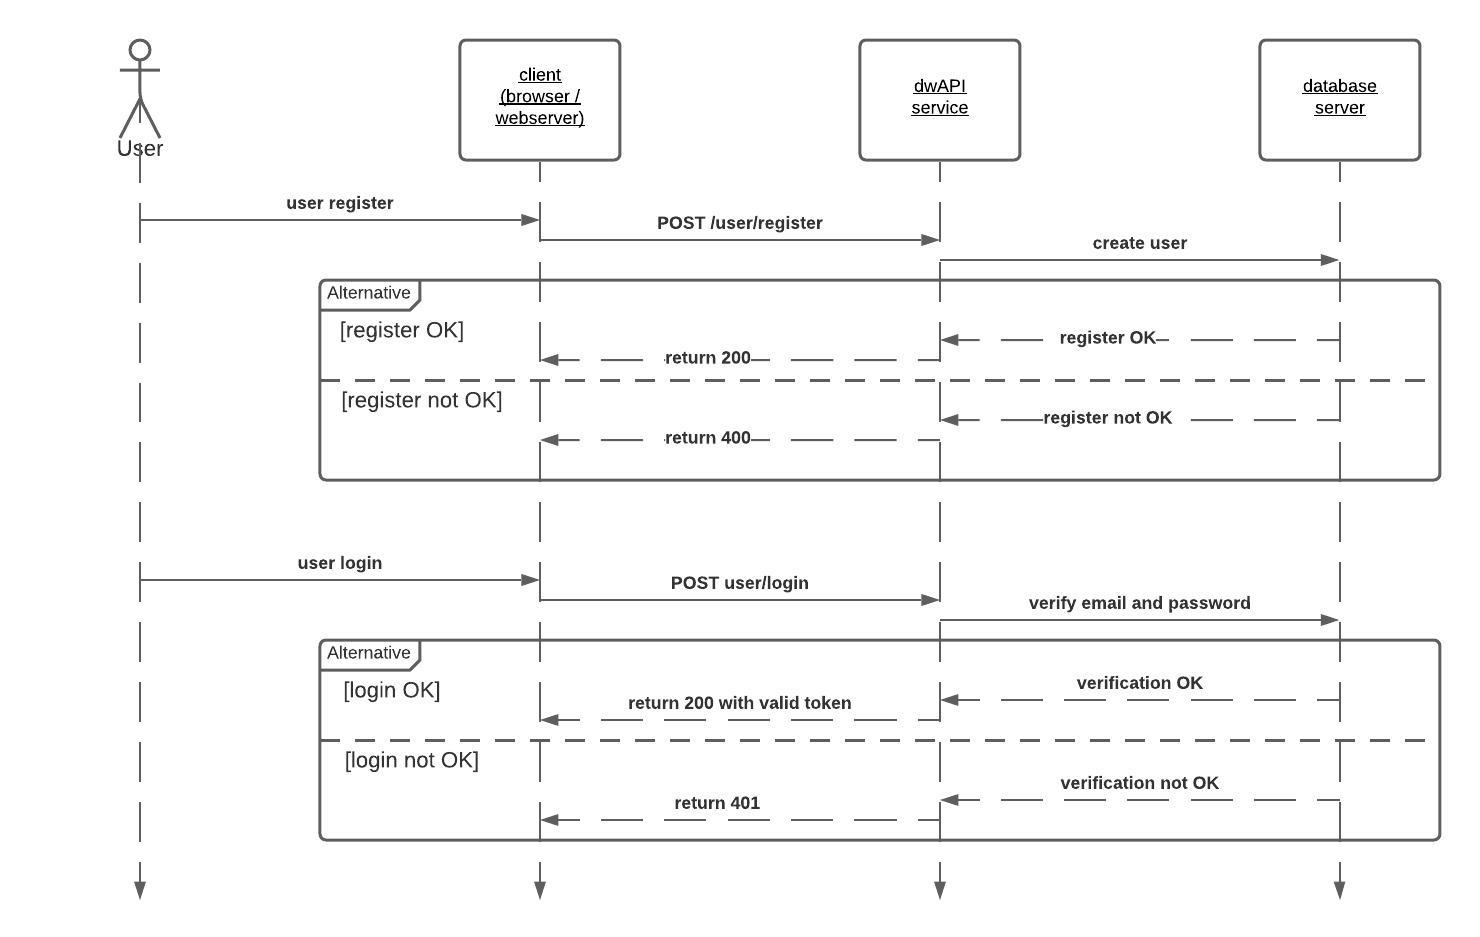 User
client
(browser /
webserver)
dwAPI
service
database
server
user register
POST /user/register
create user
Alternative
[register OK]
register OK
return 200
[register not OK]
register not OK
return 400
user login
POST user/login
verify email and password
Alternative
[login OK]
verification OK
return 200 with valid token
[login not OK]
verification not OK
return 401